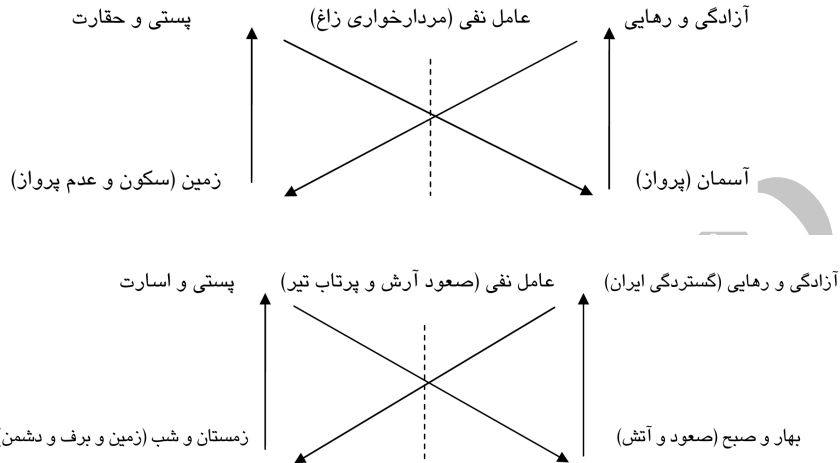 آزادگی و رهایی عامل نفی (مردارخواری زاغ) پستی و حقارت
آسمان (پرواز) زمین (سکون و عدم پرواز)
آزادگی و رهایی (گستردگی ایران) عامل نفی (صعود آرش و پرتاب تیر) پستی و اسارت
بهار و صبح (صعود و آتش) زمستان و شب (زمین و برف و دشمن)